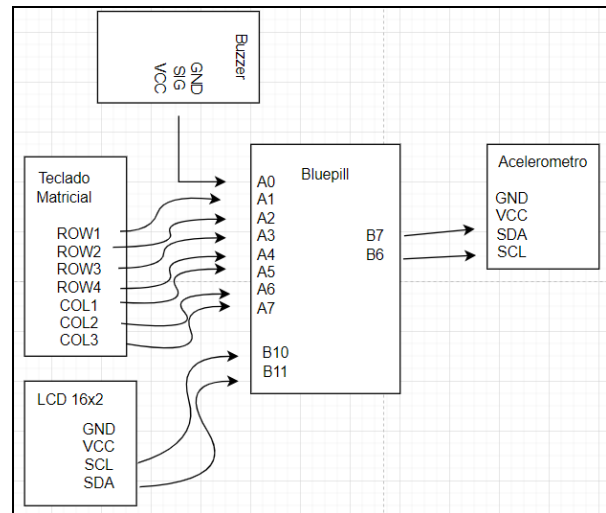 Buzzer
GND
SIG
VCC
Teclado
Matricial
ROW1
ROW2
ROW3
ROW4
COL1
COL2
COL3
Bluepill
A0
A1
A2
A3
A4
A5
A6
A7
B10
B11
B7
B6
Acelerometro
GND
VCC
SDA
SCL
LCD 16x2
GND
VCC
SCL
SDA